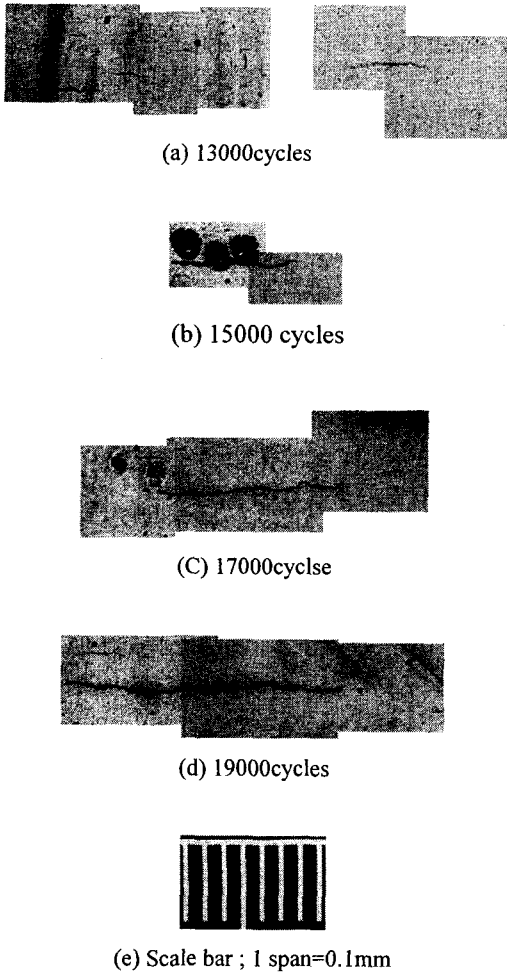 (a) 13000cycles
(b) 15000 cycles
(C) 17000cyclse
(d) 19000cycles
(e) Scale bar ; 1 span=0.1mm